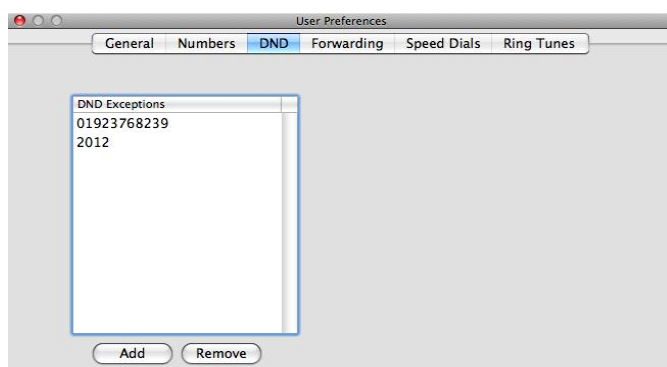 User Preferences
General Numbers DND Forwarding Speed Dials Ring Tunes
DND Exceptions
01923768239
2012
Add Remove